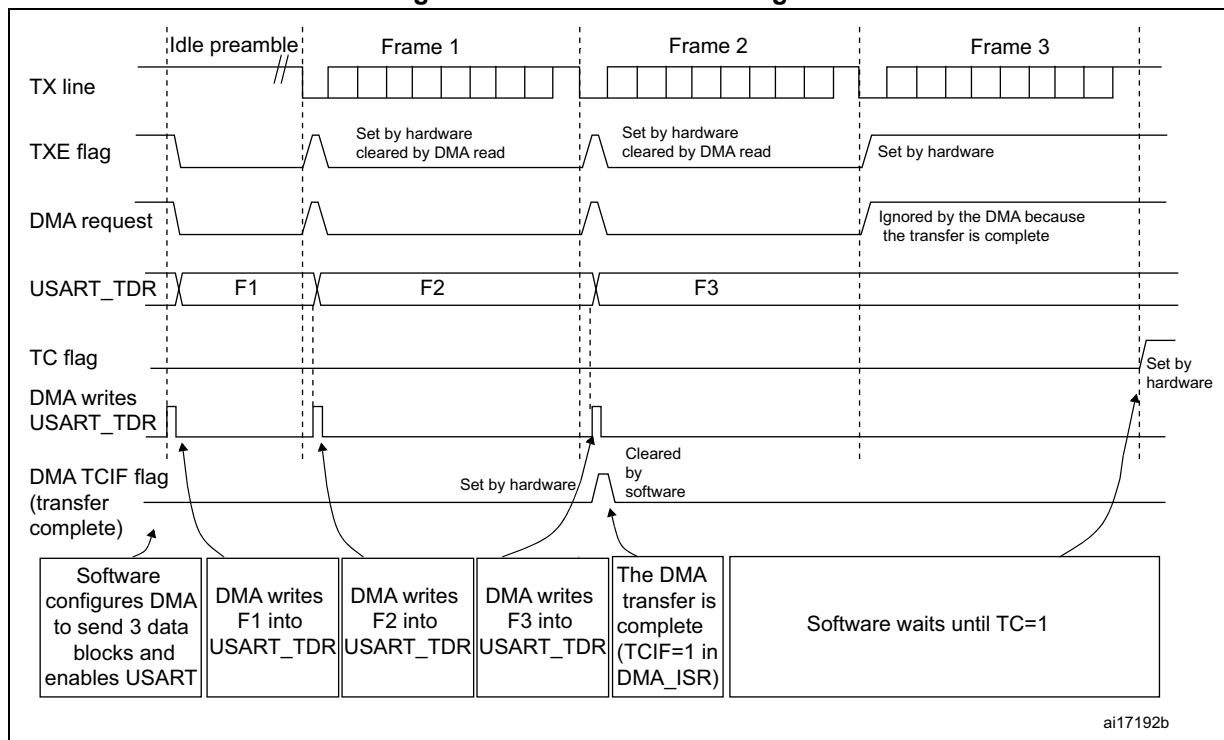 Idle preamble
Frame 1
Frame 2
Frame 3
TX line
TXE flag
Set by hardware
cleared by DMA read
Set by hardware
cleared by DMA read
Set by hardware
DMA request
Ignored by the DMA because
the transfer is complete
USART_TDR
F1
F2
F3
TC flag
Set by
hardware
DMA writes
USART_TDR
DMA TCIF flag
(transfer
complete)
Set by hardware
Cleared
by
software
Software
configures DMA
to send 3 data
blocks and
enables USART
DMA writes
F1 into
USART_TDR
DMA writes
F2 into
USART_TDR
DMA writes
F3 into
USART_TDR
The DMA
transfer is
complete
(TCIF=1 in
DMA_ISR)
Software waits until TC=1
ai17192b